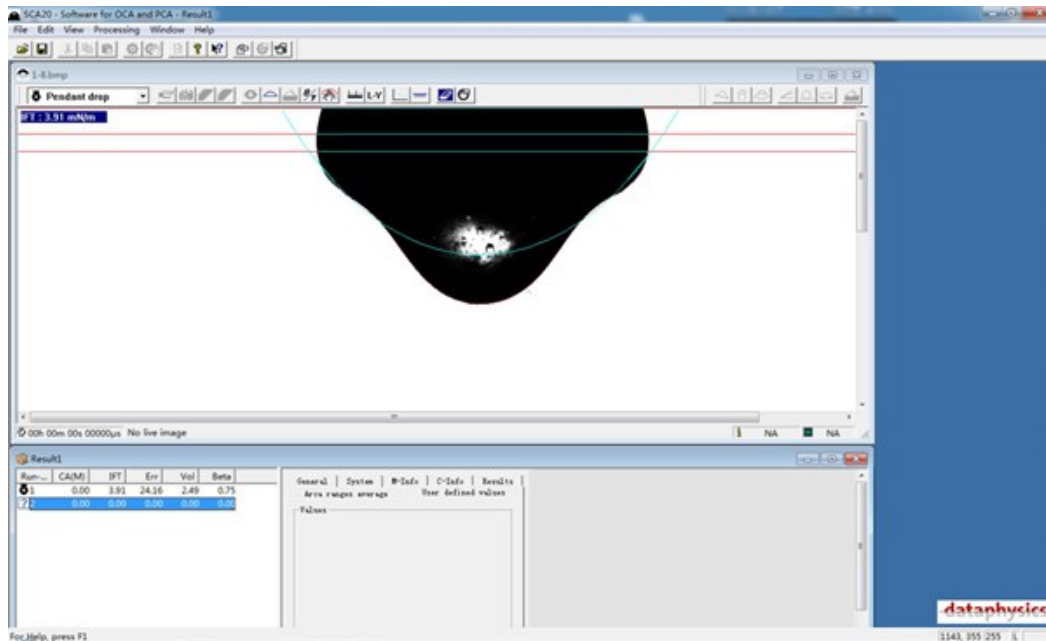 SCA20 - Software for OCA and PCA - Result1
File Edit View Processing Window Help
1-8.bmp
Pendant drop
L-Y
IFT : 3.91 mN/m
00h 00m 00s 00000µs No live image
NA NA
Result1
Run-... CA(M) IFT Err Vol Beta
1 0.00 3.91 24.16 2.49 0.75
2 0.00 0.00 0.00 0.00 0.00
General System M-Info C-Info Results
Area ranges average User defined values
Values
dataphysics
For Help, press F1
1143, 355 255 L